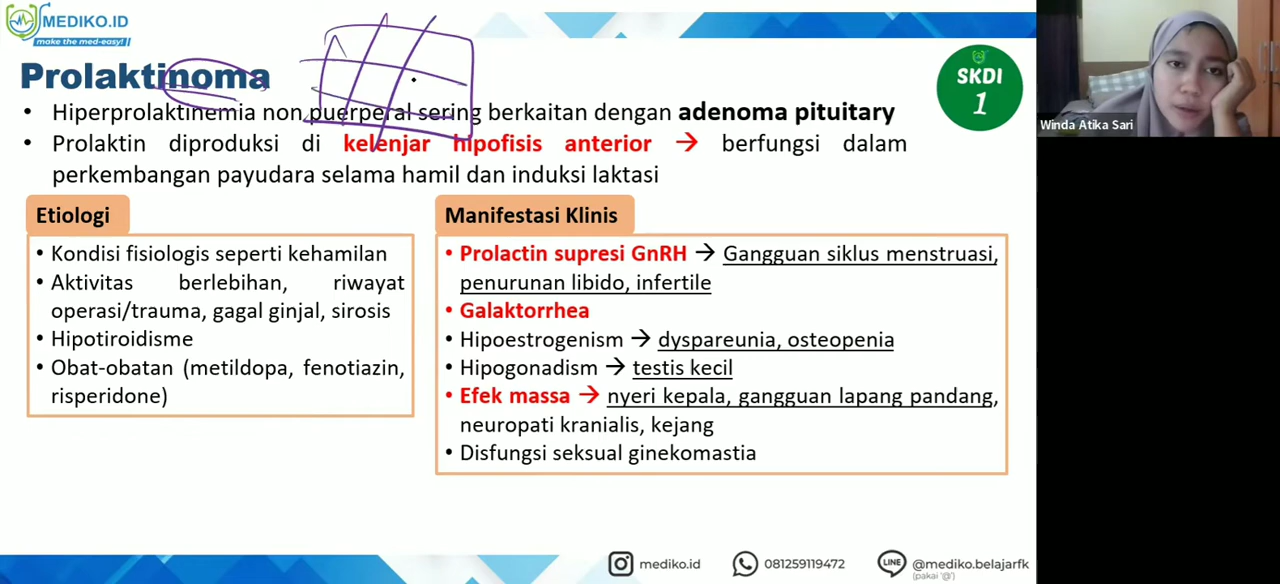 MEDIKO.ID
make the med-easy!
Prolaktinoma
SKDI
1
• Hiperprolaktinemia non puerperal sering berkaitan dengan adenoma pituitary
• Prolaktin diproduksi di kelenjar hipofisis anterior → berfungsi dalam
perkembangan payudara selama hamil dan induksi laktasi
Etiologi
• Kondisi fisiologis seperti kehamilan
• Aktivitas berlebihan, riwayat
operasi/trauma, gagal ginjal, sirosis
• Hipotiroidisme
• Obat-obatan (metildopa, fenotiazin,
risperidone)
Manifestasi Klinis
• Prolactin supresi GnRH → Gangguan siklus menstruasi,
penurunan libido, infertile
• Galaktorrhea
• Hipoestrogenism → dyspareunia, osteopenia
• Hipogonadism → testis kecil
• Efek massa → nyeri kepala, gangguan lapang pandang,
neuropati kranialis, kejang
• Disfungsi seksual ginekomastia
mediko.id
081259119472
LINE
@mediko.belajarfk
(pakai '@')
Winda Atika Sari